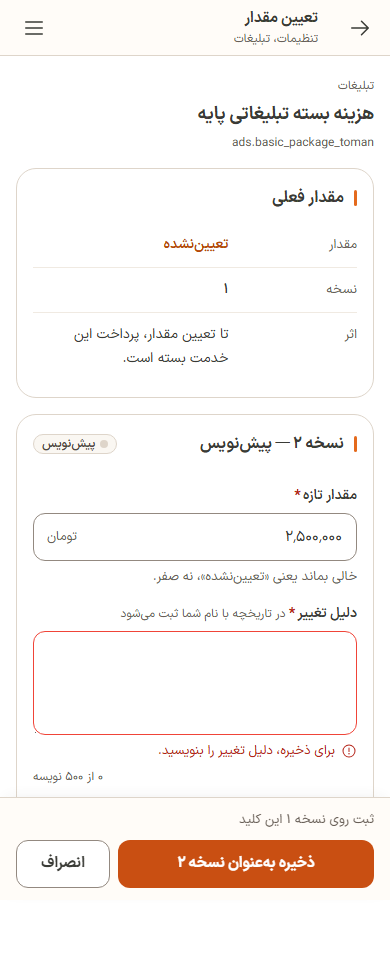 تعیین مقدار
تنظیمات، تبلیغات
تبلیغات
هزینه بسته تبلیغاتی پایه
ads.basic_package_toman
مقدار فعلی
مقدار
تعیین‌نشده
نسخه
۱
اثر
تا تعیین مقدار، پرداخت این
خدمت بسته است.
نسخه ۲ — پیش‌نویس
پیش‌نویس
مقدار تازه *
۲٬۵۰۰٬۰۰۰
تومان
خالی بماند یعنی «تعیین‌نشده»، نه صفر.
دلیل تغییر * در تاریخچه با نام شما ثبت می‌شود
برای ذخیره، دلیل تغییر را بنویسید.
۰ از ۵۰۰ نویسه
ثبت روی نسخه ۱ این کلید
ذخیره به‌عنوان نسخه ۲
انصراف